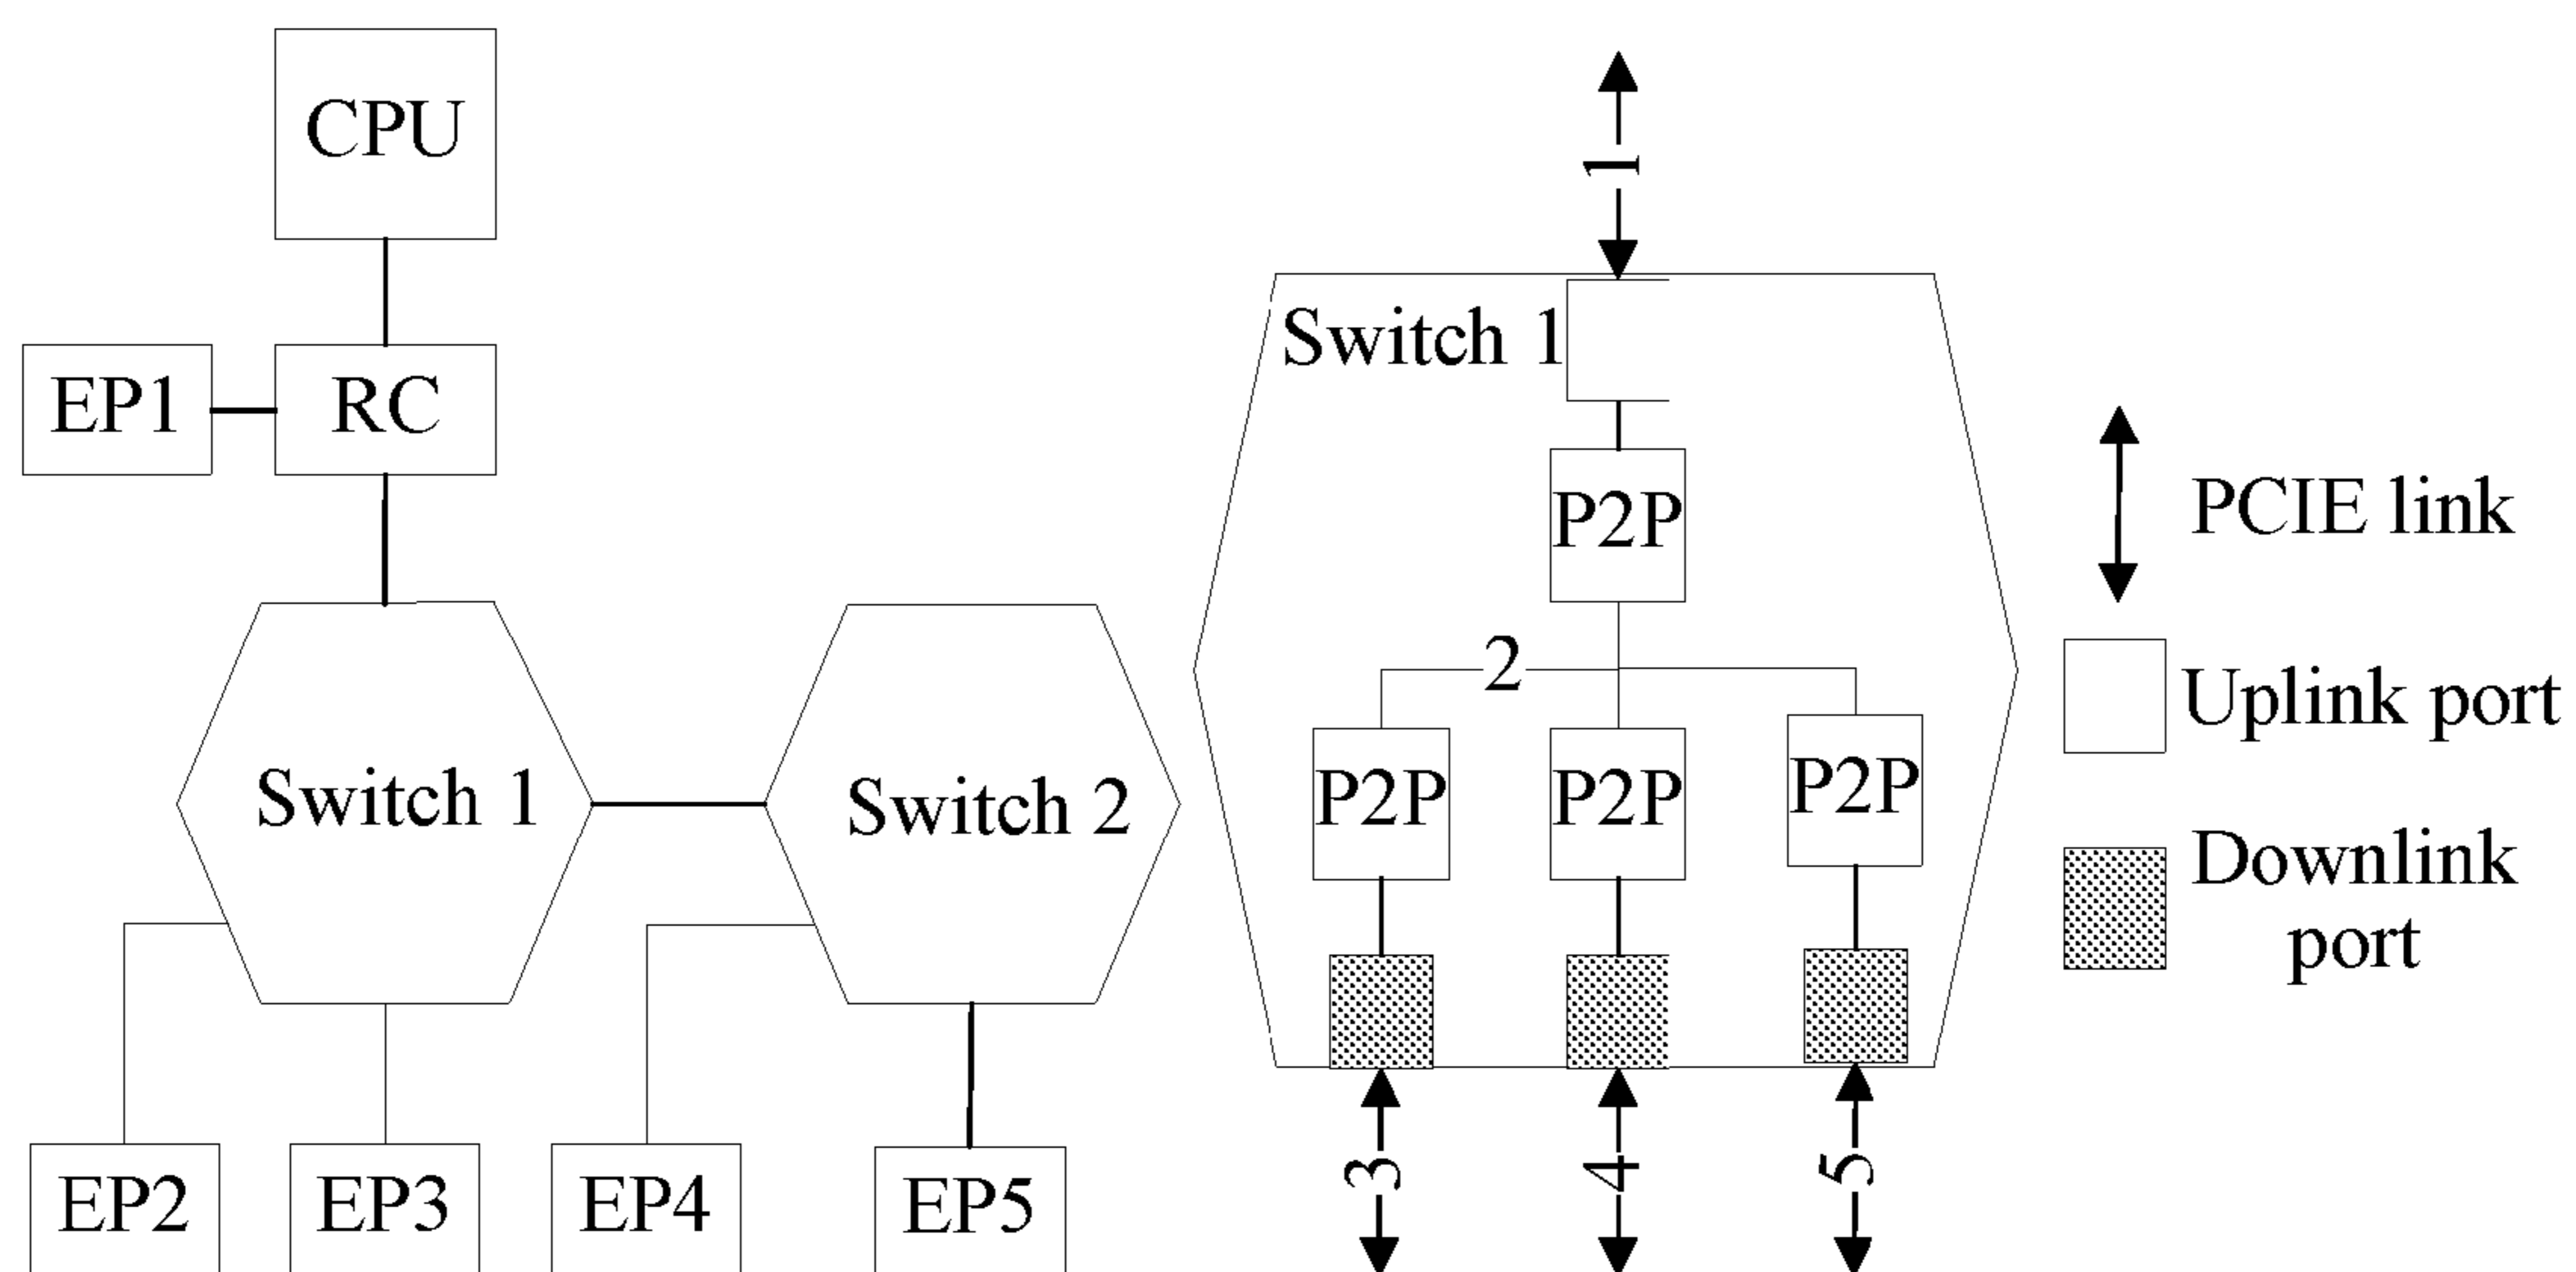 CPU
EP1
RC
Switch 1
Switch 2
EP2
EP3
EP4
EP5
1
Switch 1
P2P
2
P2P
P2P
P2P
3
4
5
PCIE link
Uplink port
Downlink
port